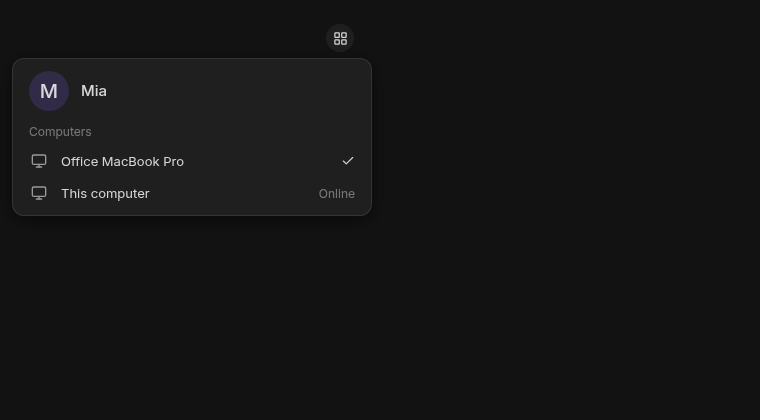 M
Mia
Computers
Office MacBook Pro
This computer
Online